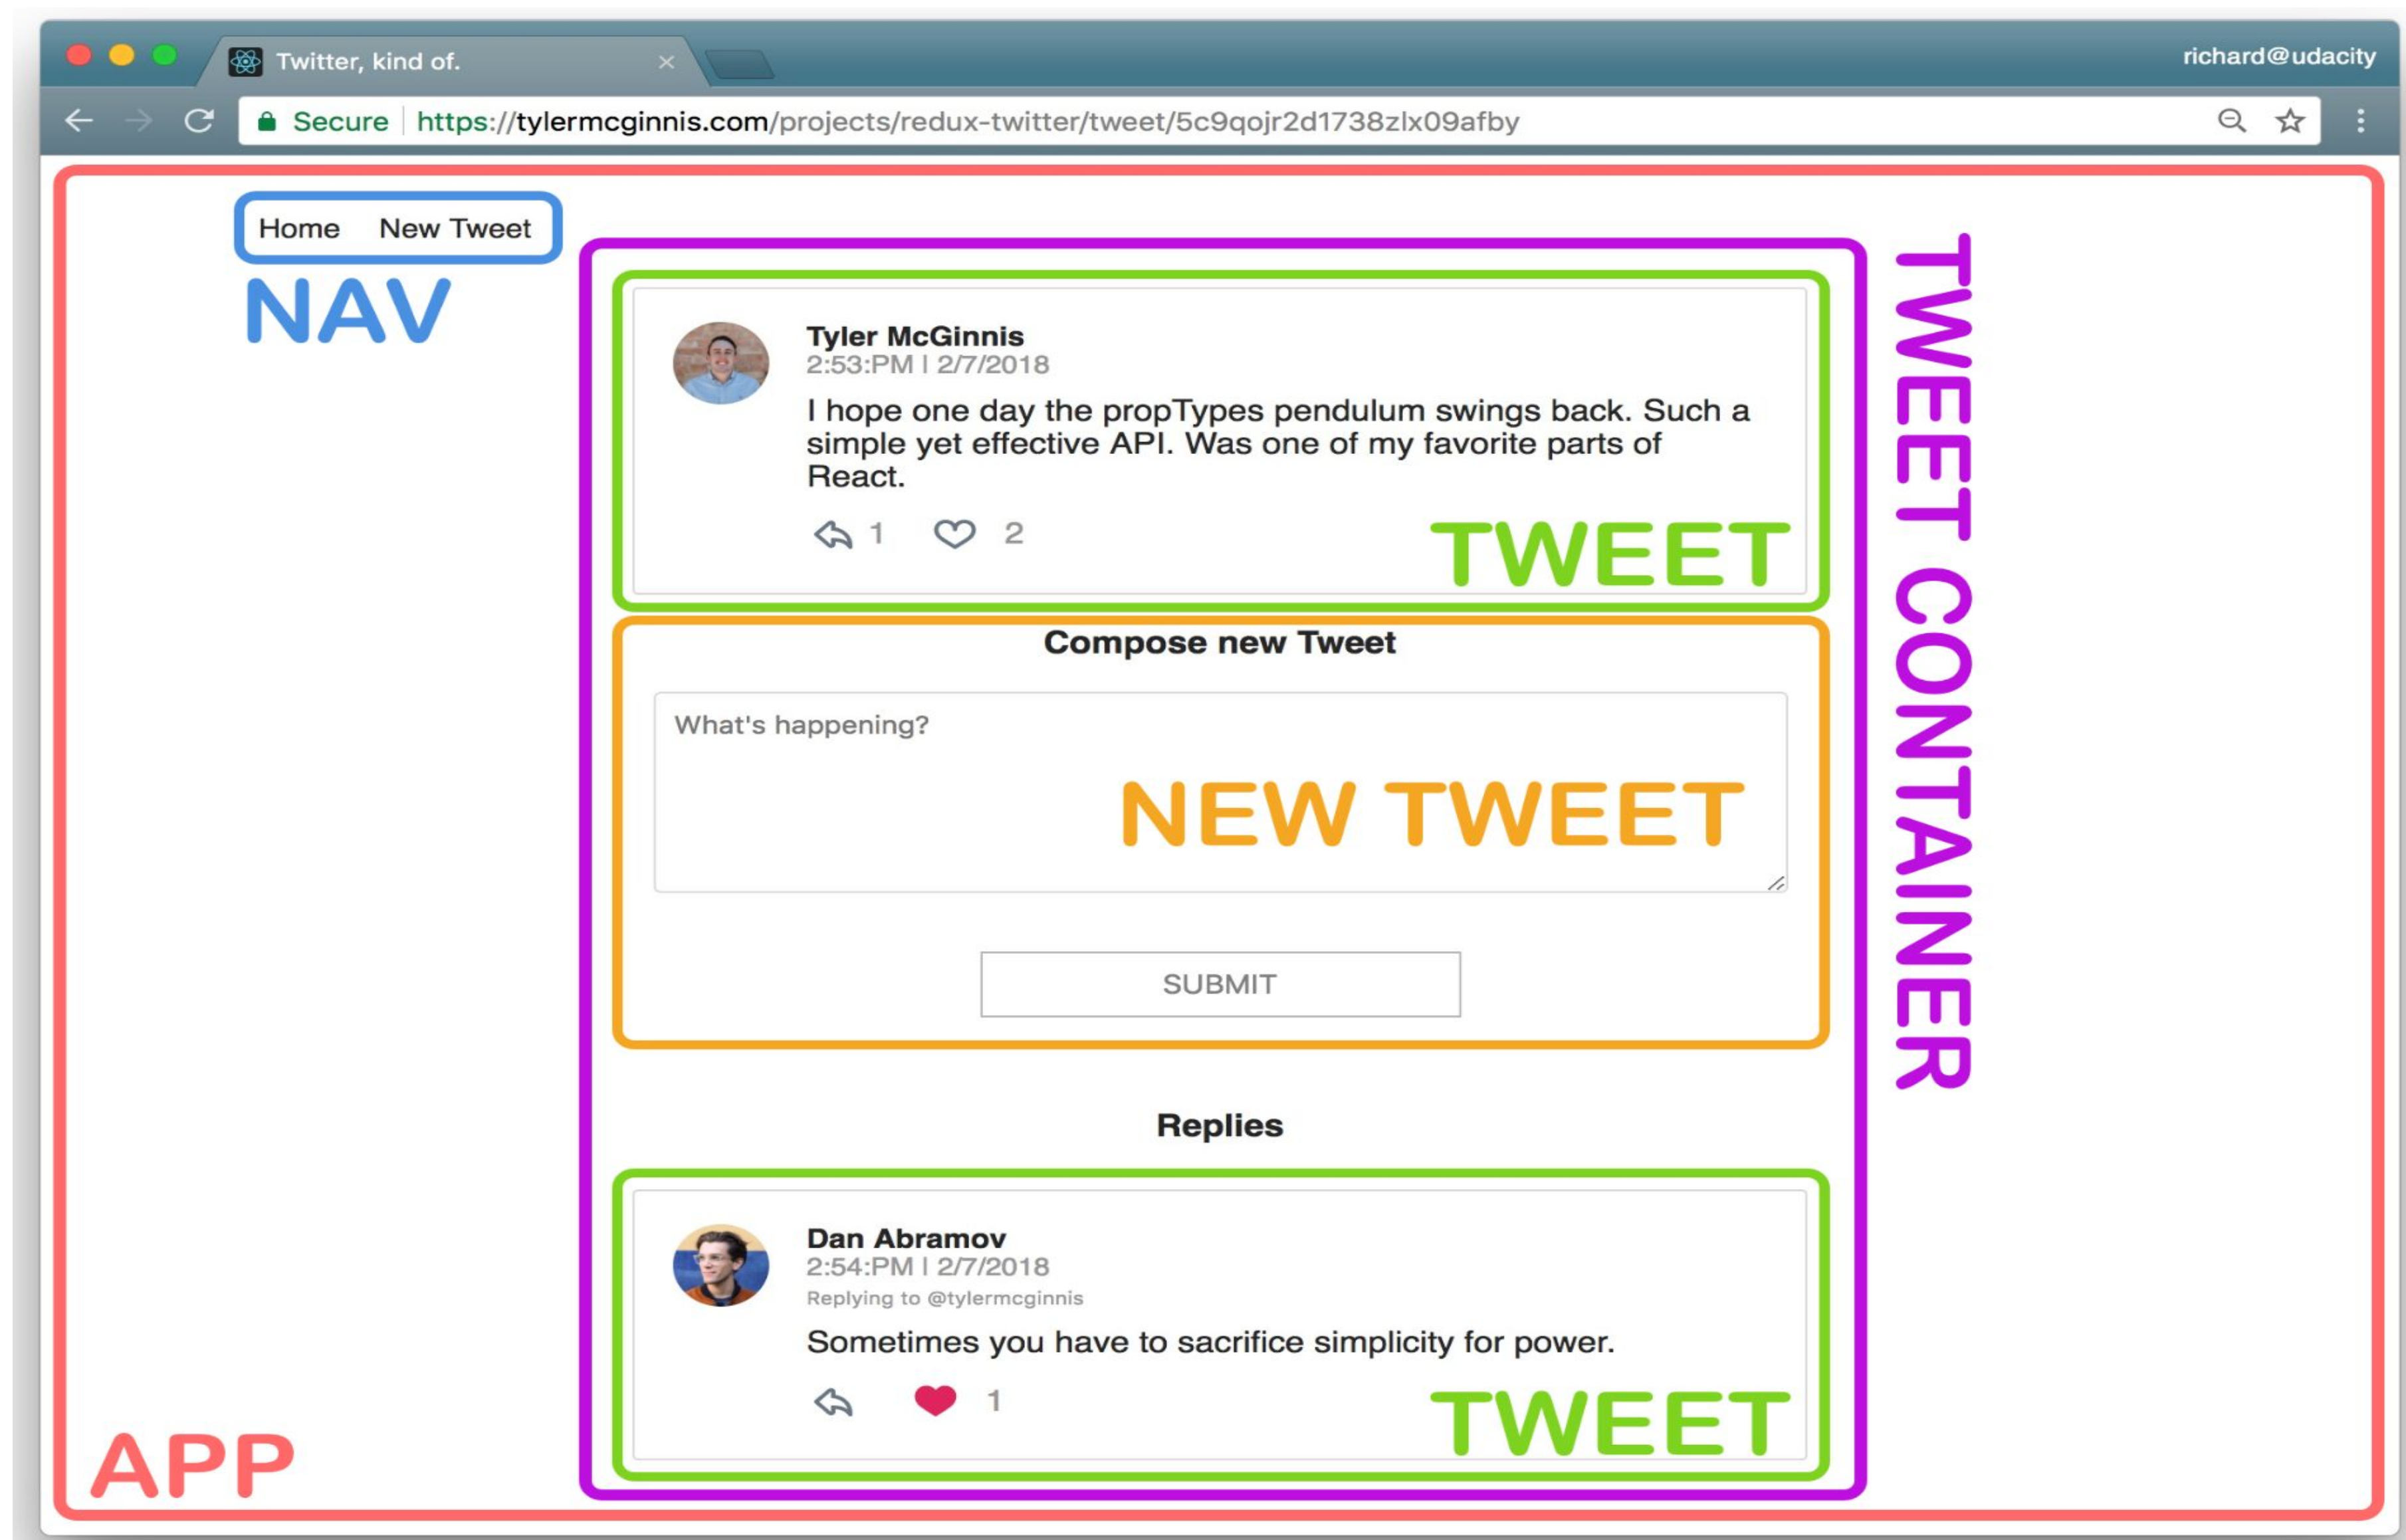 Twitter, kind of.
richard@udacity
Secure https://tylermcginnis.com/projects/redux-twitter/tweet/5c9qojr2d1738zlx09afby
Home New Tweet
NAV
TWEET CONTAINER
Tyler McGinnis
2:53:PM | 2/7/2018
I hope one day the propTypes pendulum swings back. Such a
simple yet effective API. Was one of my favorite parts of
React.
1 2
TWEET
Compose new Tweet
What's happening?
NEW TWEET
SUBMIT
Replies
Dan Abramov
2:54:PM | 2/7/2018
Replying to @tylermcginnis
Sometimes you have to sacrifice simplicity for power.
1
TWEET
APP